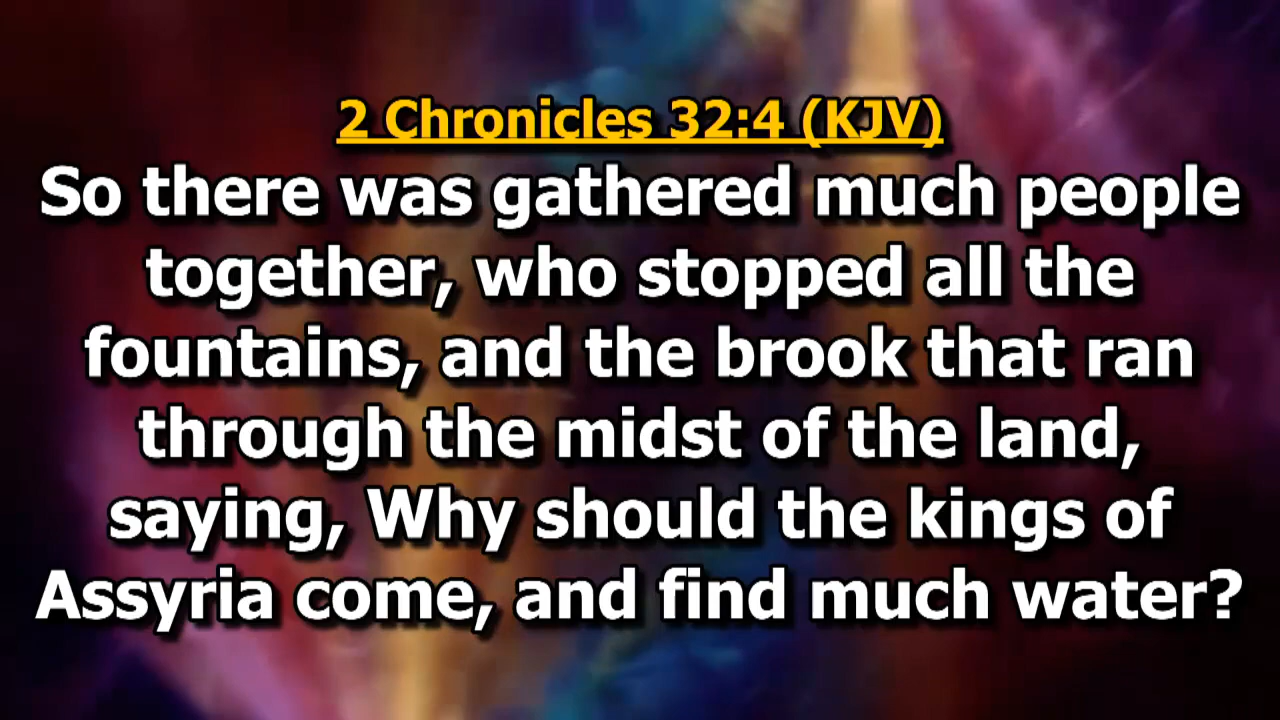 2 Chronicles 32:4 (KJV)
So there was gathered much people
together, who stopped all the
fountains, and the brook that ran
through the midst of the land,
saying, Why should the kings of
Assyria come, and find much water?